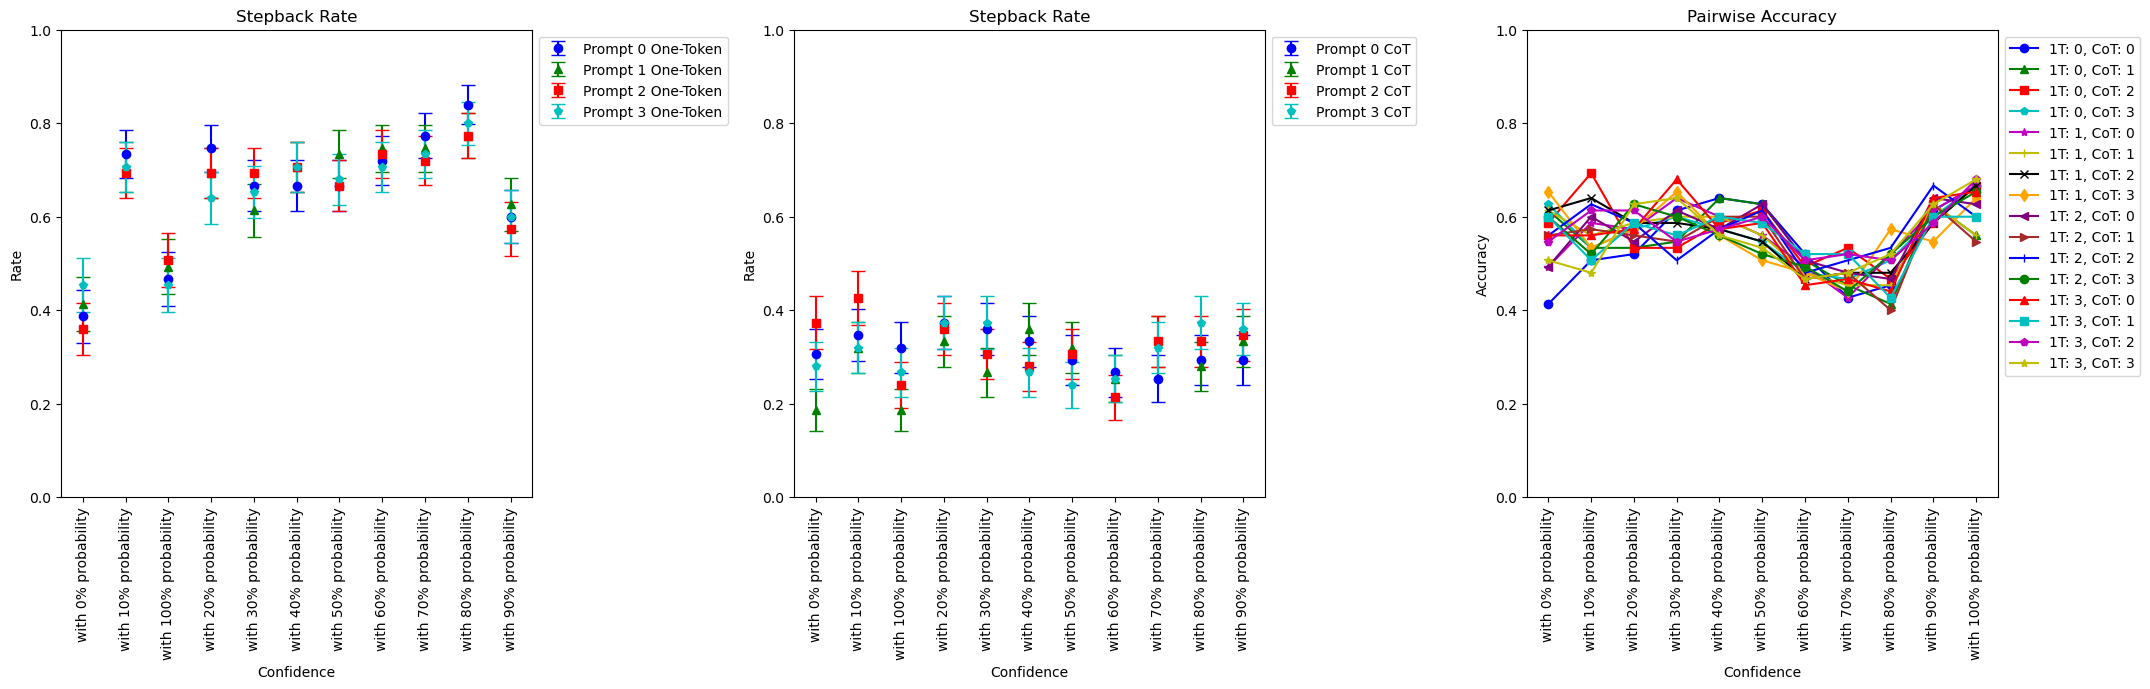 Stepback Rate
1.0
0.8
0.6
0.4
0.2
0.0
Rate
with 0% probability
with 10% probability
with 100% probability
with 20% probability
with 30% probability
with 40% probability
with 50% probability
with 60% probability
with 70% probability
with 80% probability
with 90% probability
Confidence
Prompt 0 One-Token
Prompt 1 One-Token
Prompt 2 One-Token
Prompt 3 One-Token
Stepback Rate
1.0
0.8
0.6
0.4
0.2
0.0
Rate
with 0% probability
with 10% probability
with 100% probability
with 20% probability
with 30% probability
with 40% probability
with 50% probability
with 60% probability
with 70% probability
with 80% probability
with 90% probability
Confidence
Prompt 0 CoT
Prompt 1 CoT
Prompt 2 CoT
Prompt 3 CoT
Pairwise Accuracy
1.0
0.8
0.6
0.4
0.2
0.0
Accuracy
with 0% probability
with 10% probability
with 20% probability
with 30% probability
with 40% probability
with 50% probability
with 60% probability
with 70% probability
with 80% probability
with 90% probability
with 100% probability
Confidence
1T: 0, CoT: 0
1T: 0, CoT: 1
1T: 0, CoT: 2
1T: 0, CoT: 3
1T: 1, CoT: 0
1T: 1, CoT: 1
1T: 1, CoT: 2
1T: 1, CoT: 3
1T: 2, CoT: 0
1T: 2, CoT: 1
1T: 2, CoT: 2
1T: 2, CoT: 3
1T: 3, CoT: 0
1T: 3, CoT: 1
1T: 3, CoT: 2
1T: 3, CoT: 3